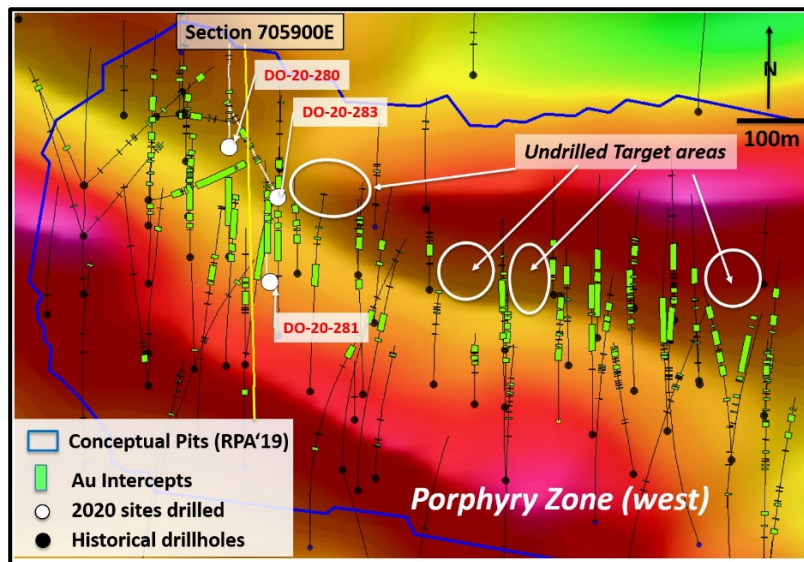 Section 705900E
DO-20-280
DO-20-283
N
100m
Undrilled Target areas
DO-20-281
Conceptual Pits (RPA‘19)
Au Intercepts
2020 sites drilled
Historical drillholes
Porphyry Zone (west)